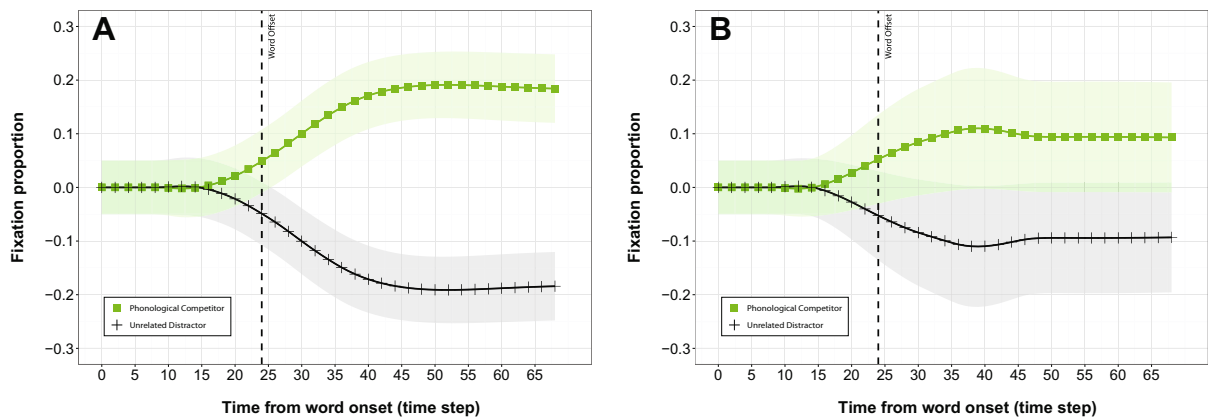 A
Word Offset
Fixation proportion
0.3
0.2
0.1
0.0
−0.1
−0.2
−0.3
Phonological Competitor
Unrelated Distractor
0 5 10 15 20 25 30 35 40 45 50 55 60 65
Time from word onset (time step)
B
Word Offset
Fixation proportion
0.3
0.2
0.1
0.0
−0.1
−0.2
−0.3
Phonological Competitor
Unrelated Distractor
0 5 10 15 20 25 30 35 40 45 50 55 60 65
Time from word onset (time step)